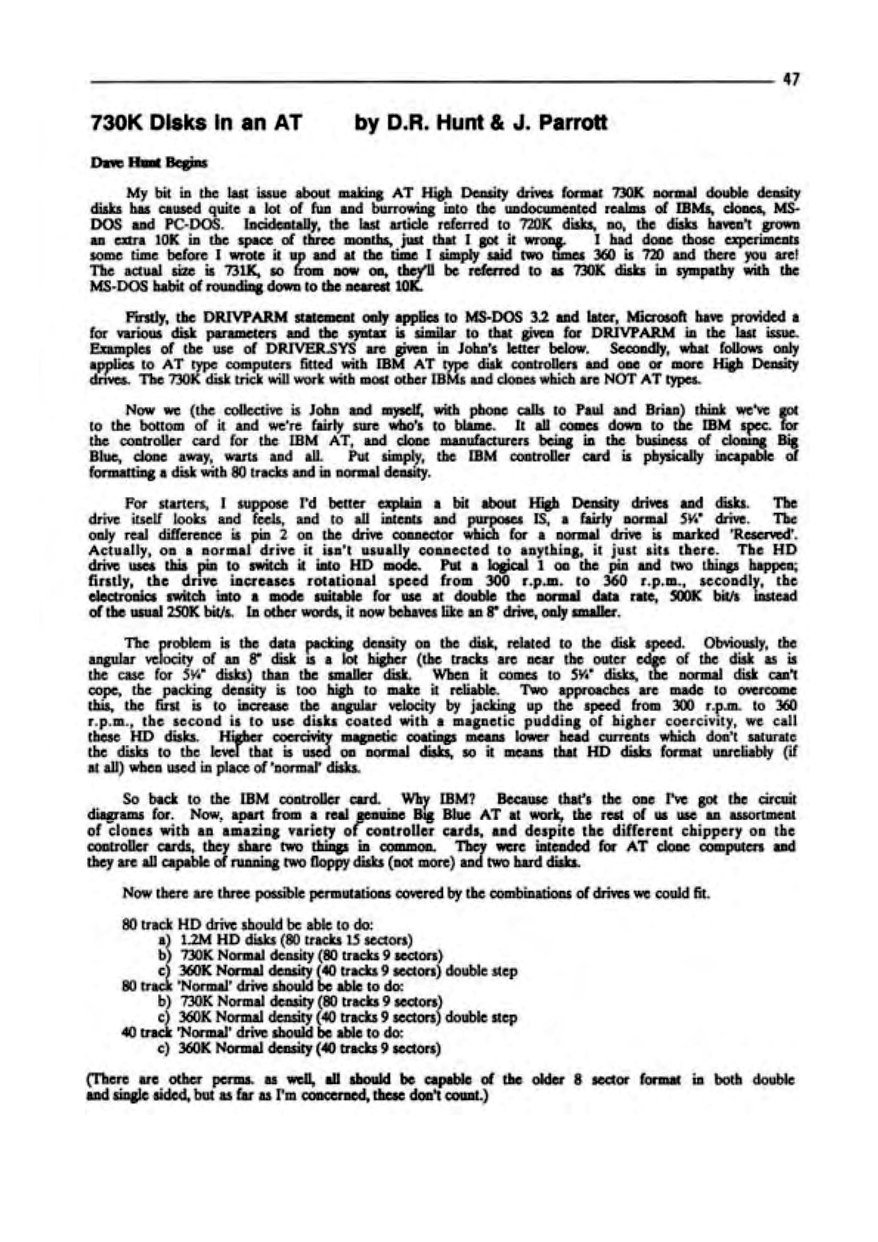 47
730K Disks in an AT by D.R. Hunt & J. Parrott
Dave Hunt Begins
My bit in the last issue about making AT High Density drives format 730K normal double density
disks has caused quite a lot of fun and burrowing into the undocumented realms of IBMs, clones, MS-
DOS and PC-DOS. Incidentally, the last article referred to 720K disks, no, the disks haven't grown
an extra 10K in the space of three months, just that I got it wrong. I had done those experiments
some time before I wrote it up and at the time I simply said two times 360 is 720 and there you are!
The actual size is 731K, so from now on, they'll be referred to as 730K disks in sympathy with the
MS-DOS habit of rounding down to the nearest 10K.
Firstly, the DRIVPARM statement only applies to MS-DOS 3.2 and later, Microsoft have provided a
for various disk parameters and the syntax is similar to that given for DRIVPARM in the last issue.
Examples of the use of DRIVER.SYS are given in John's letter below. Secondly, what follows only
applies to AT type computers fitted with IBM AT type disk controllers and one or more High Density
drives. The 730K disk trick will work with most other IBMs and clones which are NOT AT types.
Now we (the collective is John and myself, with phone calls to Paul and Brian) think we've got
to the bottom of it and we're fairly sure who's to blame. It all comes down to the IBM spec. for
the controller card for the IBM AT, and clone manufacturers being in the business of cloning Big
Blue, clone away, warts and all. Put simply, the IBM controller card is physically incapable of
formatting a disk with 80 tracks and in normal density.
For starters, I suppose I'd better explain a bit about High Density drives and disks. The
drive itself looks and feels, and to all intents and purposes IS, a fairly normal 5¼" drive. The
only real difference is pin 2 on the drive connector which for a normal drive is marked 'Reserved'.
Actually, on a normal drive it isn't usually connected to anything, it just sits there. The HD
drive uses this pin to switch it into HD mode. Put a logical 1 on the pin and two things happen;
firstly, the drive increases rotational speed from 300 r.p.m. to 360 r.p.m., secondly, the
electronics switch into a mode suitable for use at double the normal data rate, 500K bit/s instead
of the usual 250K bit/s. In other words, it now behaves like an 8" drive, only smaller.
The problem is the data packing density on the disk, related to the disk speed. Obviously, the
angular velocity of an 8" disk is a lot higher (the tracks are near the outer edge of the disk as is
the case for 5¼" disks) than the smaller disk. When it comes to 5¼" disks, the normal disk can't
cope, the packing density is too high to make it reliable. Two approaches are made to overcome
this, the first is to increase the angular velocity by jacking up the speed from 300 r.p.m. to 360
r.p.m., the second is to use disks coated with a magnetic pudding of higher coercivity, we call
these HD disks. Higher coercivity magnetic coatings means lower head currents which don't saturate
the disks to the level that is used on normal disks, so it means that HD disks format unreliably (if
at all) when used in place of 'normal' disks.
So back to the IBM controller card. Why IBM? Because that's the one I've got the circuit
diagrams for. Now, apart from a real genuine Big Blue AT at work, the rest of us use an assortment
of clones with an amazing variety of controller cards, and despite the different chippery on the
controller cards, they share two things in common. They were intended for AT clone computers and
they are all capable of running two floppy disks (not more) and two hard disks.
Now there are three possible permutations covered by the combinations of drives we could fit.
80 track HD drive should be able to do:
a) 1.2M HD disks (80 tracks 15 sectors)
b) 730K Normal density (80 tracks 9 sectors)
c) 360K Normal density (40 tracks 9 sectors) double step
80 track 'Normal' drive should be able to do:
b) 730K Normal density (80 tracks 9 sectors)
c) 360K Normal density (40 tracks 9 sectors) double step
40 track 'Normal' drive should be able to do:
c) 360K Normal density (40 tracks 9 sectors)
(There are other perms. as well, all should be capable of the older 8 sector format in both double
and single sided, but as far as I'm concerned, these don't count.)